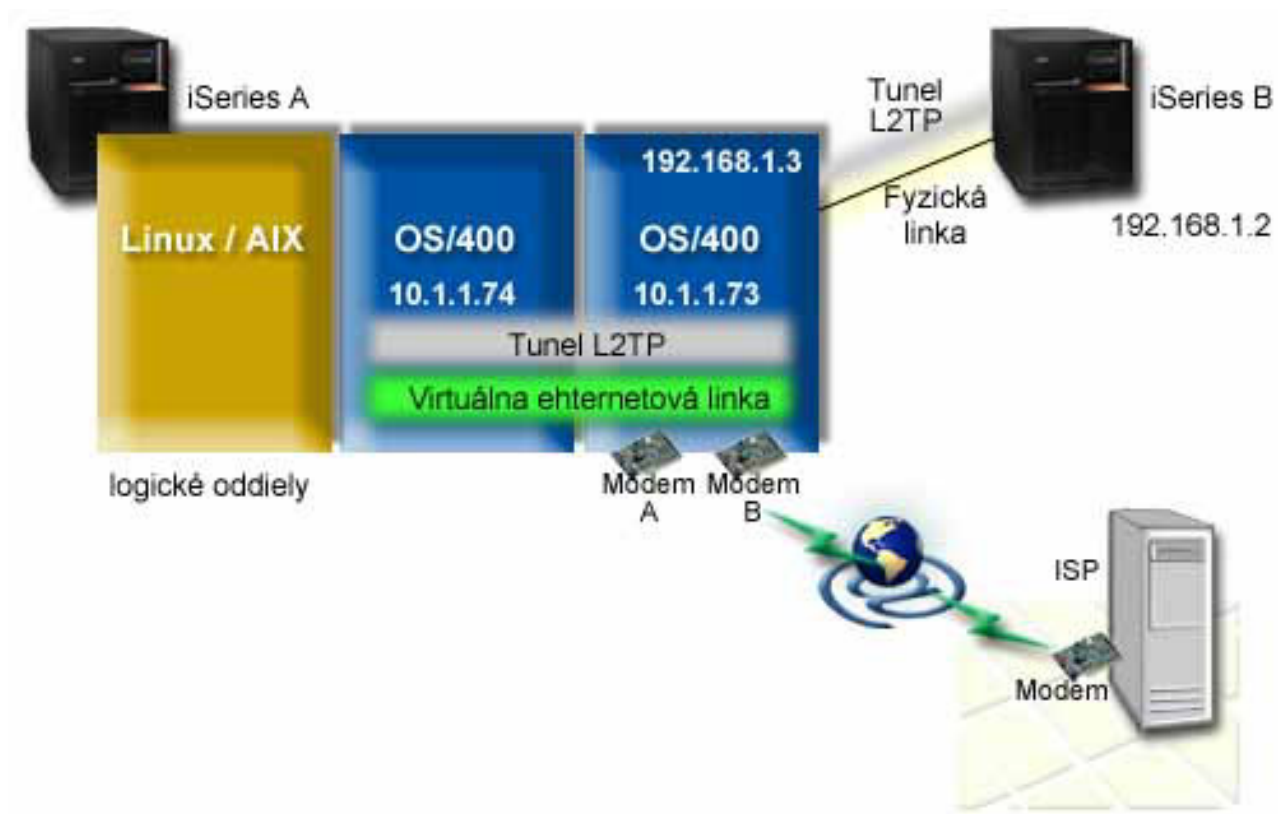 iSeries A
Tunel
L2TP
iSeries B
192.168.1.3
Fyzická
linka
192.168.1.2
Linux / AIX
OS/400
OS/400
10.1.1.74
10.1.1.73
Tunel L2TP
Virtuálna ehternetová linka
logické oddiely
Modem
A
Modem
B
ISP
Modem